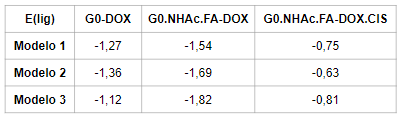 E(lig) G0-DOX G0.NHAc.FA-DOX G0.NHAc.FA-DOX.CIS
Modelo 1 -1,27 -1,54 -0,75
Modelo 2 -1,36 -1,69 -0,63
Modelo 3 -1,12 -1,82 -0,81